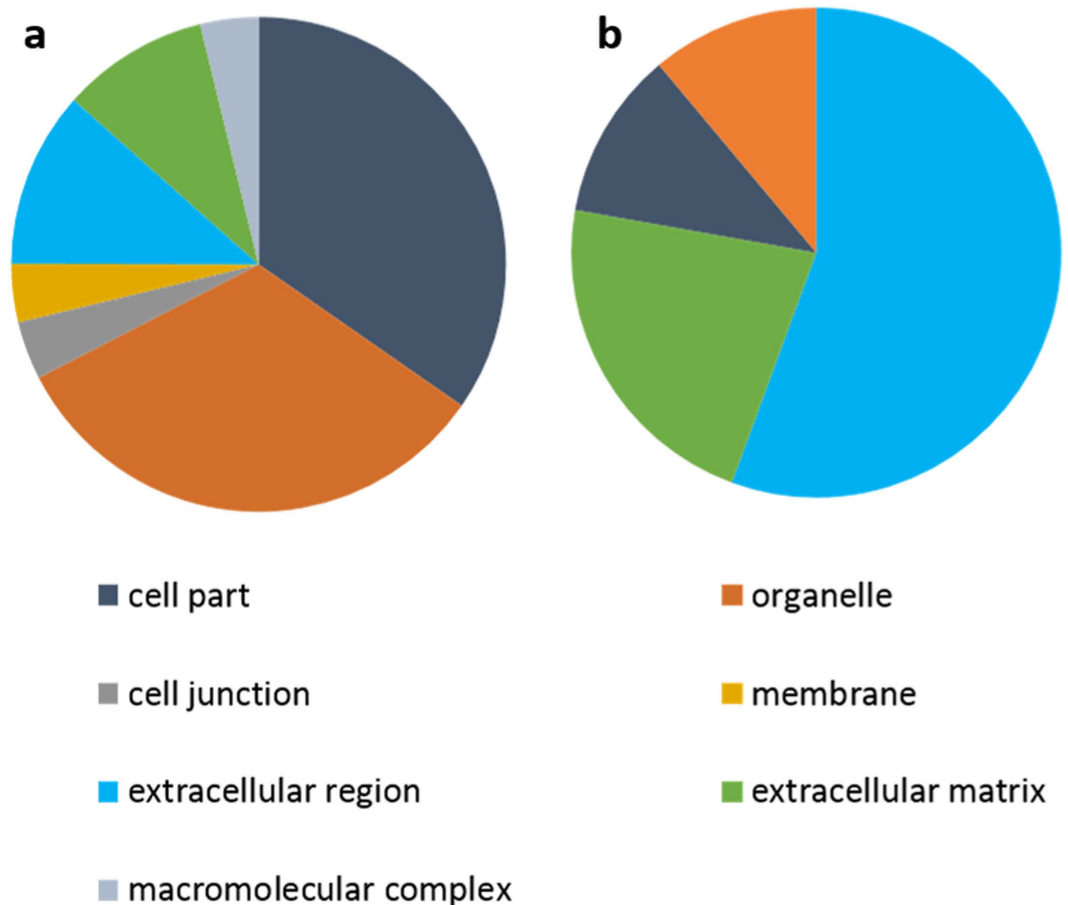 a
b
cell part
organelle
cell junction
membrane
extracellular region
extracellular matrix
macromolecular complex